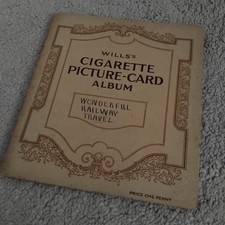 WILLS'S
CIGARETTE
PICTURE-CARD
ALBUM
WONDERFUL
RAILWAY
TRAVEL
PRICE ONE PENNY